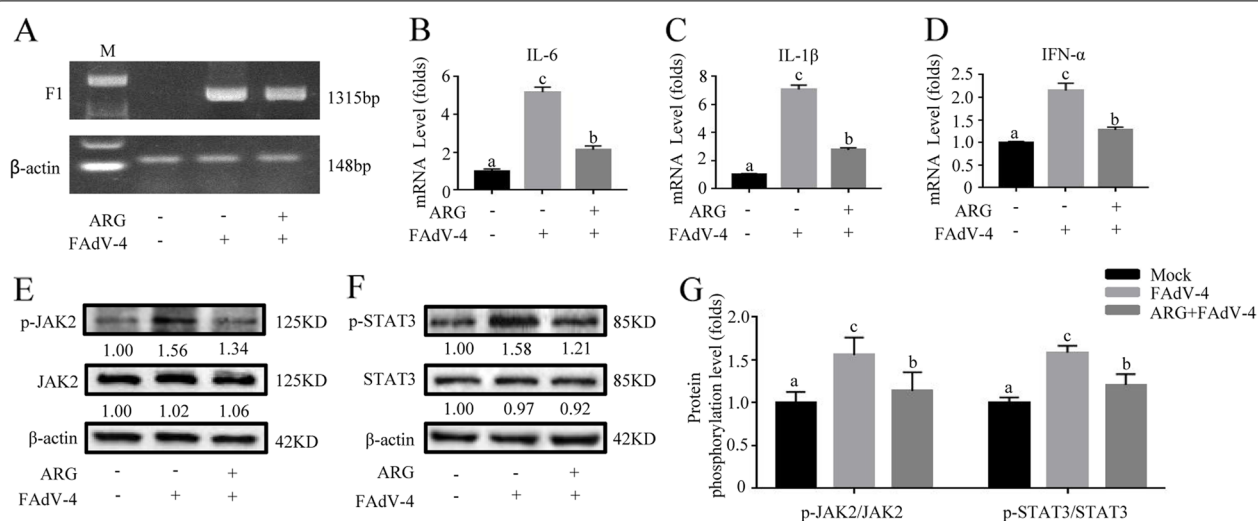 A
M
F1
1315bp
β-actin
148bp
ARG - - +
FAdV-4 - + +
B
IL-6
mRNA Level (folds)
6
4
2
0
a
c
b
ARG - - +
FAdV-4 - + +
C
IL-1β
mRNA Level (folds)
8
6
4
2
0
a
c
b
ARG - - +
FAdV-4 - + +
D
IFN-α
mRNA Level (folds)
2.5
2.0
1.5
1.0
0.5
0
a
c
b
ARG - - +
FAdV-4 - + +
E
p-JAK2
125KD
1.00 1.56 1.34
JAK2
125KD
1.00 1.02 1.06
β-actin
42KD
ARG - - +
FAdV-4 - + +
F
p-STAT3
85KD
1.00 1.58 1.21
STAT3
85KD
1.00 0.97 0.92
β-actin
42KD
ARG - - +
FAdV-4 - + +
G
Mock
FAdV-4
ARG+FAdV-4
Protein
phosphorylation level (folds)
2.0
1.5
1.0
0.5
0
a
c
b
a
c
b
p-JAK2/JAK2
p-STAT3/STAT3